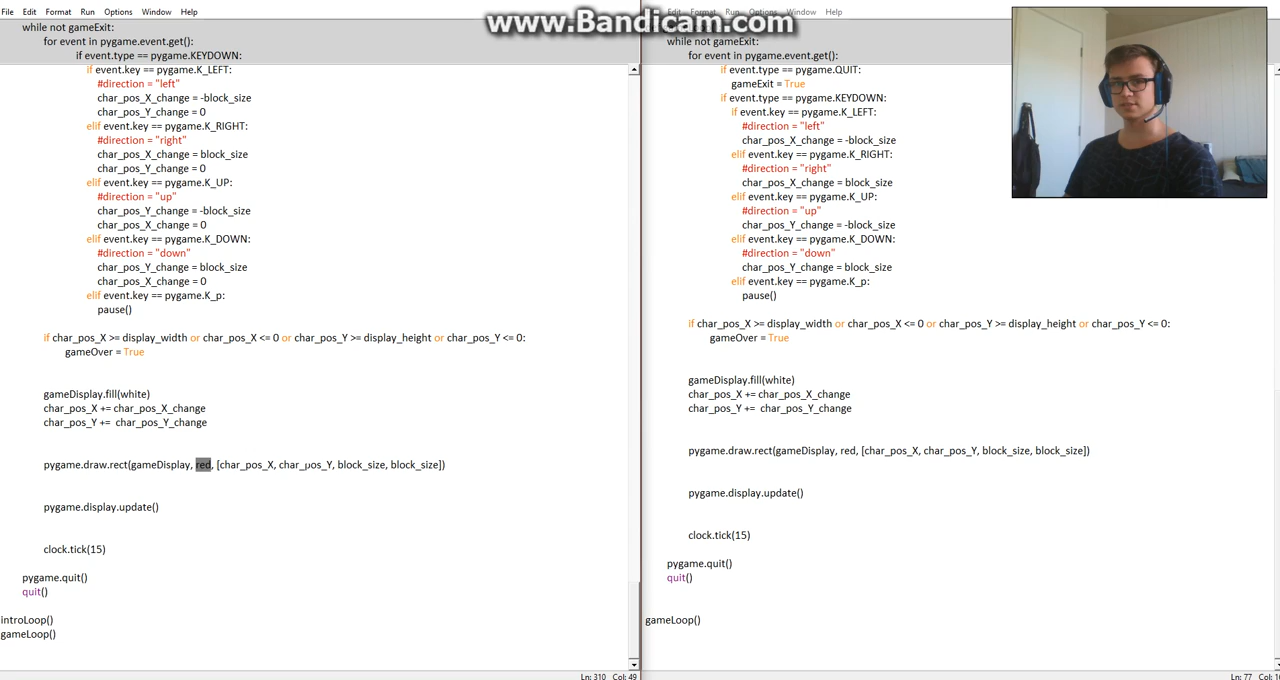 www.Bandicam.com
File Edit Format Run Options Window Help
while not gameExit:
for event in pygame.event.get():
if event.type == pygame.KEYDOWN:
if event.key == pygame.K_LEFT:
#direction = "left"
char_pos_X_change = -block_size
char_pos_Y_change = 0
elif event.key == pygame.K_RIGHT:
#direction = "right"
char_pos_X_change = block_size
char_pos_Y_change = 0
elif event.key == pygame.K_UP:
#direction = "up"
char_pos_Y_change = -block_size
char_pos_X_change = 0
elif event.key == pygame.K_DOWN:
#direction = "down"
char_pos_Y_change = block_size
char_pos_X_change = 0
elif event.key == pygame.K_p:
pause()
if char_pos_X >= display_width or char_pos_X <= 0 or char_pos_Y >= display_height or char_pos_Y <= 0:
gameOver = True
gameDisplay.fill(white)
char_pos_X += char_pos_X_change
char_pos_Y += char_pos_Y_change
pygame.draw.rect(gameDisplay, red, [char_pos_X, char_pos_Y, block_size, block_size])
pygame.display.update()
clock.tick(15)
pygame.quit()
quit()
introLoop()
gameLoop()
Ln: 310 Col: 49
Edit Format Run Options Window Help
while not gameExit:
for event in pygame.event.get():
if event.type == pygame.QUIT:
gameExit = True
if event.type == pygame.KEYDOWN:
if event.key == pygame.K_LEFT:
#direction = "left"
char_pos_X_change = -block_size
elif event.key == pygame.K_RIGHT:
#direction = "right"
char_pos_X_change = block_size
elif event.key == pygame.K_UP:
#direction = "up"
char_pos_Y_change = -block_size
elif event.key == pygame.K_DOWN:
#direction = "down"
char_pos_Y_change = block_size
elif event.key == pygame.K_p:
pause()
if char_pos_X >= display_width or char_pos_X <= 0 or char_pos_Y >= display_height or char_pos_Y <= 0:
gameOver = True
gameDisplay.fill(white)
char_pos_X += char_pos_X_change
char_pos_Y += char_pos_Y_change
pygame.draw.rect(gameDisplay, red, [char_pos_X, char_pos_Y, block_size, block_size])
pygame.display.update()
clock.tick(15)
pygame.quit()
quit()
gameLoop()
Ln: 77 Col: